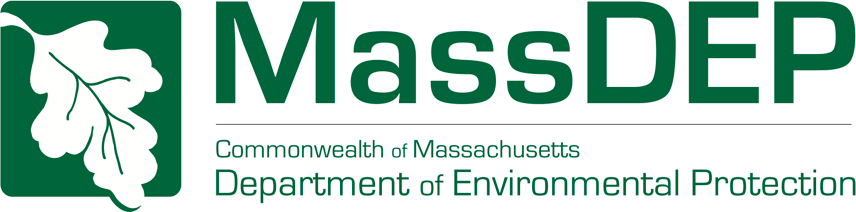 MassDEP
Commonwealth of Massachusetts
Department of Environmental Protection